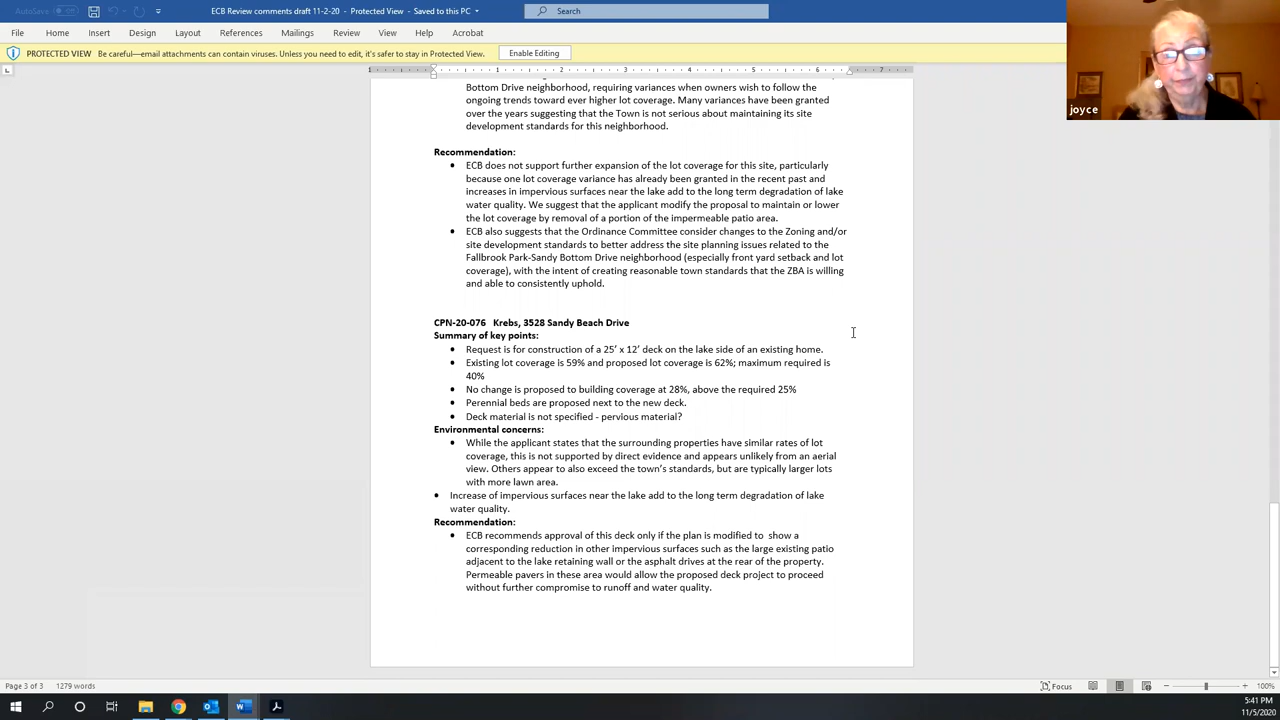 AutoSave
ECB Review comments draft 11-2-20 - Protected View - Saved to this PC
Search
File Home Insert Design Layout References Mailings Review View Help Acrobat
PROTECTED VIEW Be careful—email attachments can contain viruses. Unless you need to edit, it's safer to stay in Protected View. Enable Editing
joyce
1 1 2 3 4 5 6 7
Bottom Drive neighborhood, requiring variances when owners wish to follow the
ongoing trends toward ever higher lot coverage. Many variances have been granted
over the years suggesting that the Town is not serious about maintaining its site
development standards for this neighborhood.
Recommendation:
• ECB does not support further expansion of the lot coverage for this site, particularly
because one lot coverage variance has already been granted in the recent past and
increases in impervious surfaces near the lake add to the long term degradation of lake
water quality. We suggest that the applicant modify the proposal to maintain or lower
the lot coverage by removal of a portion of the impermeable patio area.
• ECB also suggests that the Ordinance Committee consider changes to the Zoning and/or
site development standards to better address the site planning issues related to the
Fallbrook Park-Sandy Bottom Drive neighborhood (especially front yard setback and lot
coverage), with the intent of creating reasonable town standards that the ZBA is willing
and able to consistently uphold.
CPN-20-076 Krebs, 3528 Sandy Beach Drive
Summary of key points:
• Request is for construction of a 25' x 12' deck on the lake side of an existing home.
• Existing lot coverage is 59% and proposed lot coverage is 62%; maximum required is
40%
• No change is proposed to building coverage at 28%, above the required 25%
• Perennial beds are proposed next to the new deck.
• Deck material is not specified - pervious material?
Environmental concerns:
• While the applicant states that the surrounding properties have similar rates of lot
coverage, this is not supported by direct evidence and appears unlikely from an aerial
view. Others appear to also exceed the town's standards, but are typically larger lots
with more lawn area.
• Increase of impervious surfaces near the lake add to the long term degradation of lake
water quality.
Recommendation:
• ECB recommends approval of this deck only if the plan is modified to show a
corresponding reduction in other impervious surfaces such as the large existing patio
adjacent to the lake retaining wall or the asphalt drives at the rear of the property.
Permeable pavers in these area would allow the proposed deck project to proceed
without further compromise to runoff and water quality.
Page 3 of 3 1279 words
Focus
100%
5:41 PM
11/5/2020